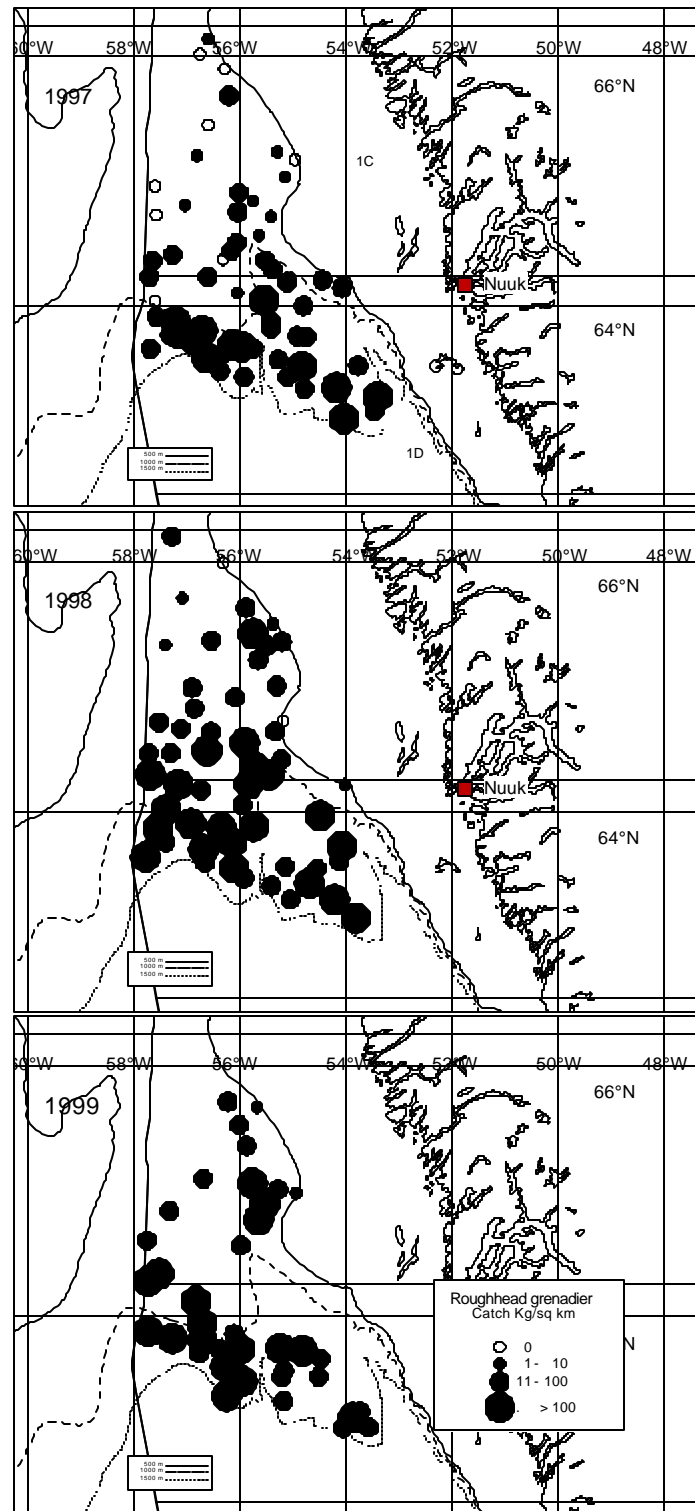 60°W 58°W 56°W 54°W 52°W 50°W 48°W
1997
66°N
1C
Nuuk
64°N
1D
500 m
1000 m
1500 m
60°W 58°W 56°W 54°W 52°W 50°W 48°W
1998
66°N
Nuuk
64°N
500 m
1000 m
1500 m
60°W 58°W 56°W 54°W 52°W 50°W 48°W
1999
66°N
Roughhead grenadier
Catch Kg/sq km
N
0
1 - 10
11 - 100
. > 100
500 m
1000 m
1500 m